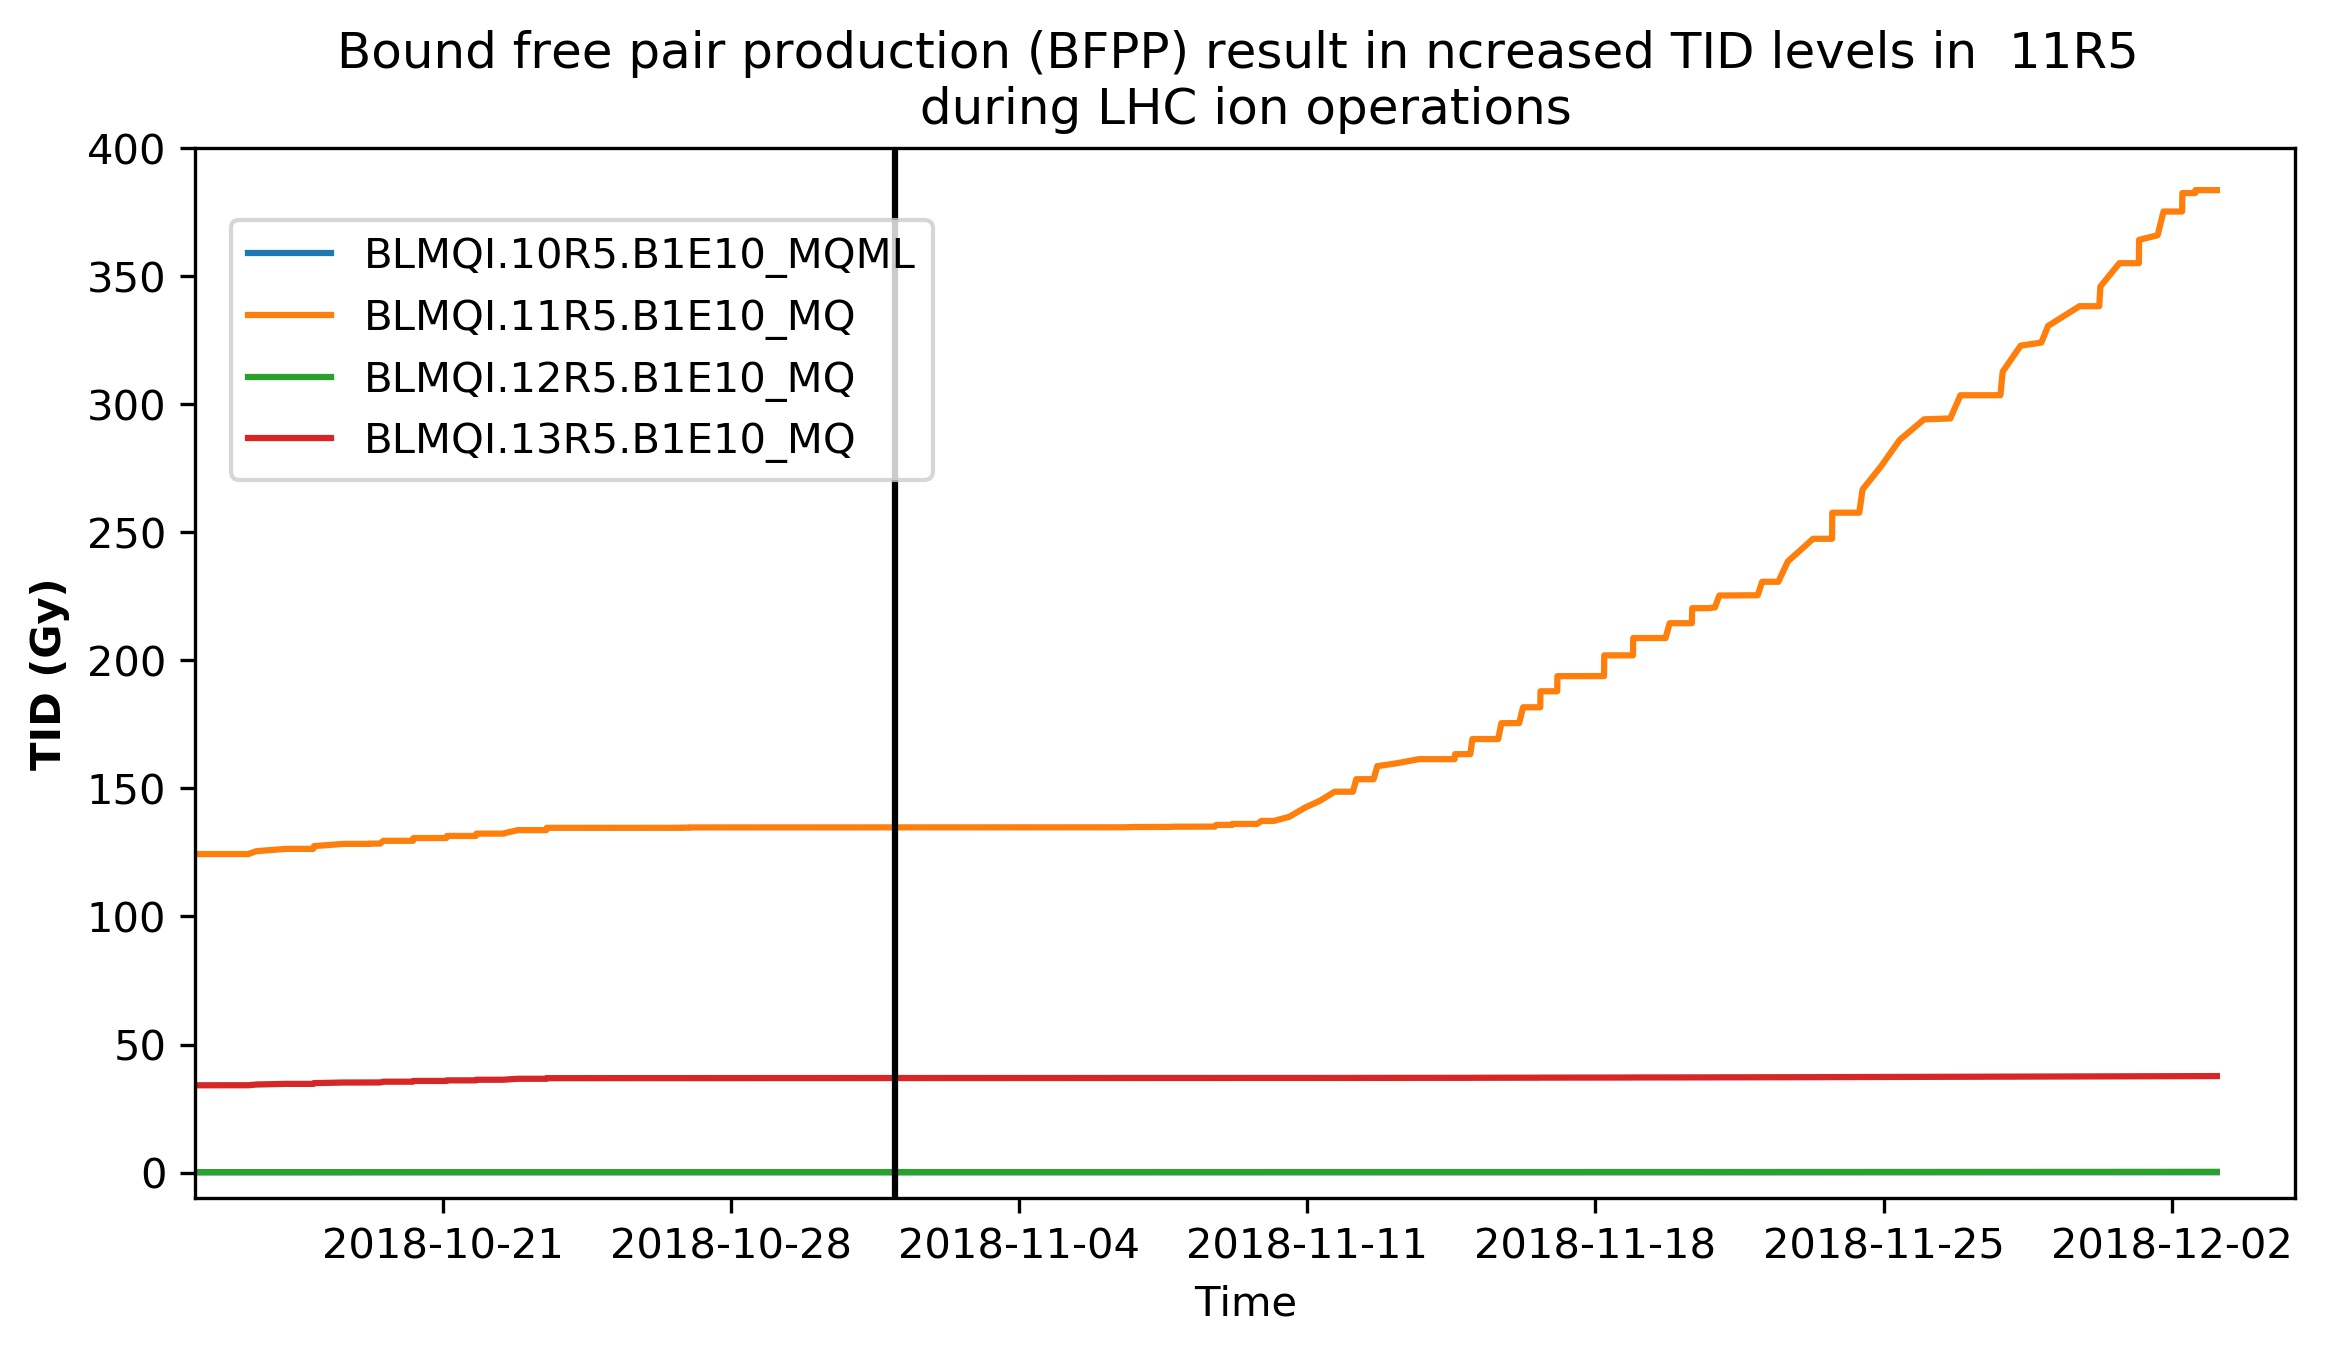 Bound free pair production (BFPP) result in ncreased TID levels in  11R5
during LHC ion operations
400
350
300
250
200
150
100
50
0
TID (Gy)
BLMQI.10R5.B1E10_MQML
BLMQI.11R5.B1E10_MQ
BLMQI.12R5.B1E10_MQ
BLMQI.13R5.B1E10_MQ
2018-10-21 2018-10-28 2018-11-04 2018-11-11 2018-11-18 2018-11-25 2018-12-02
Time